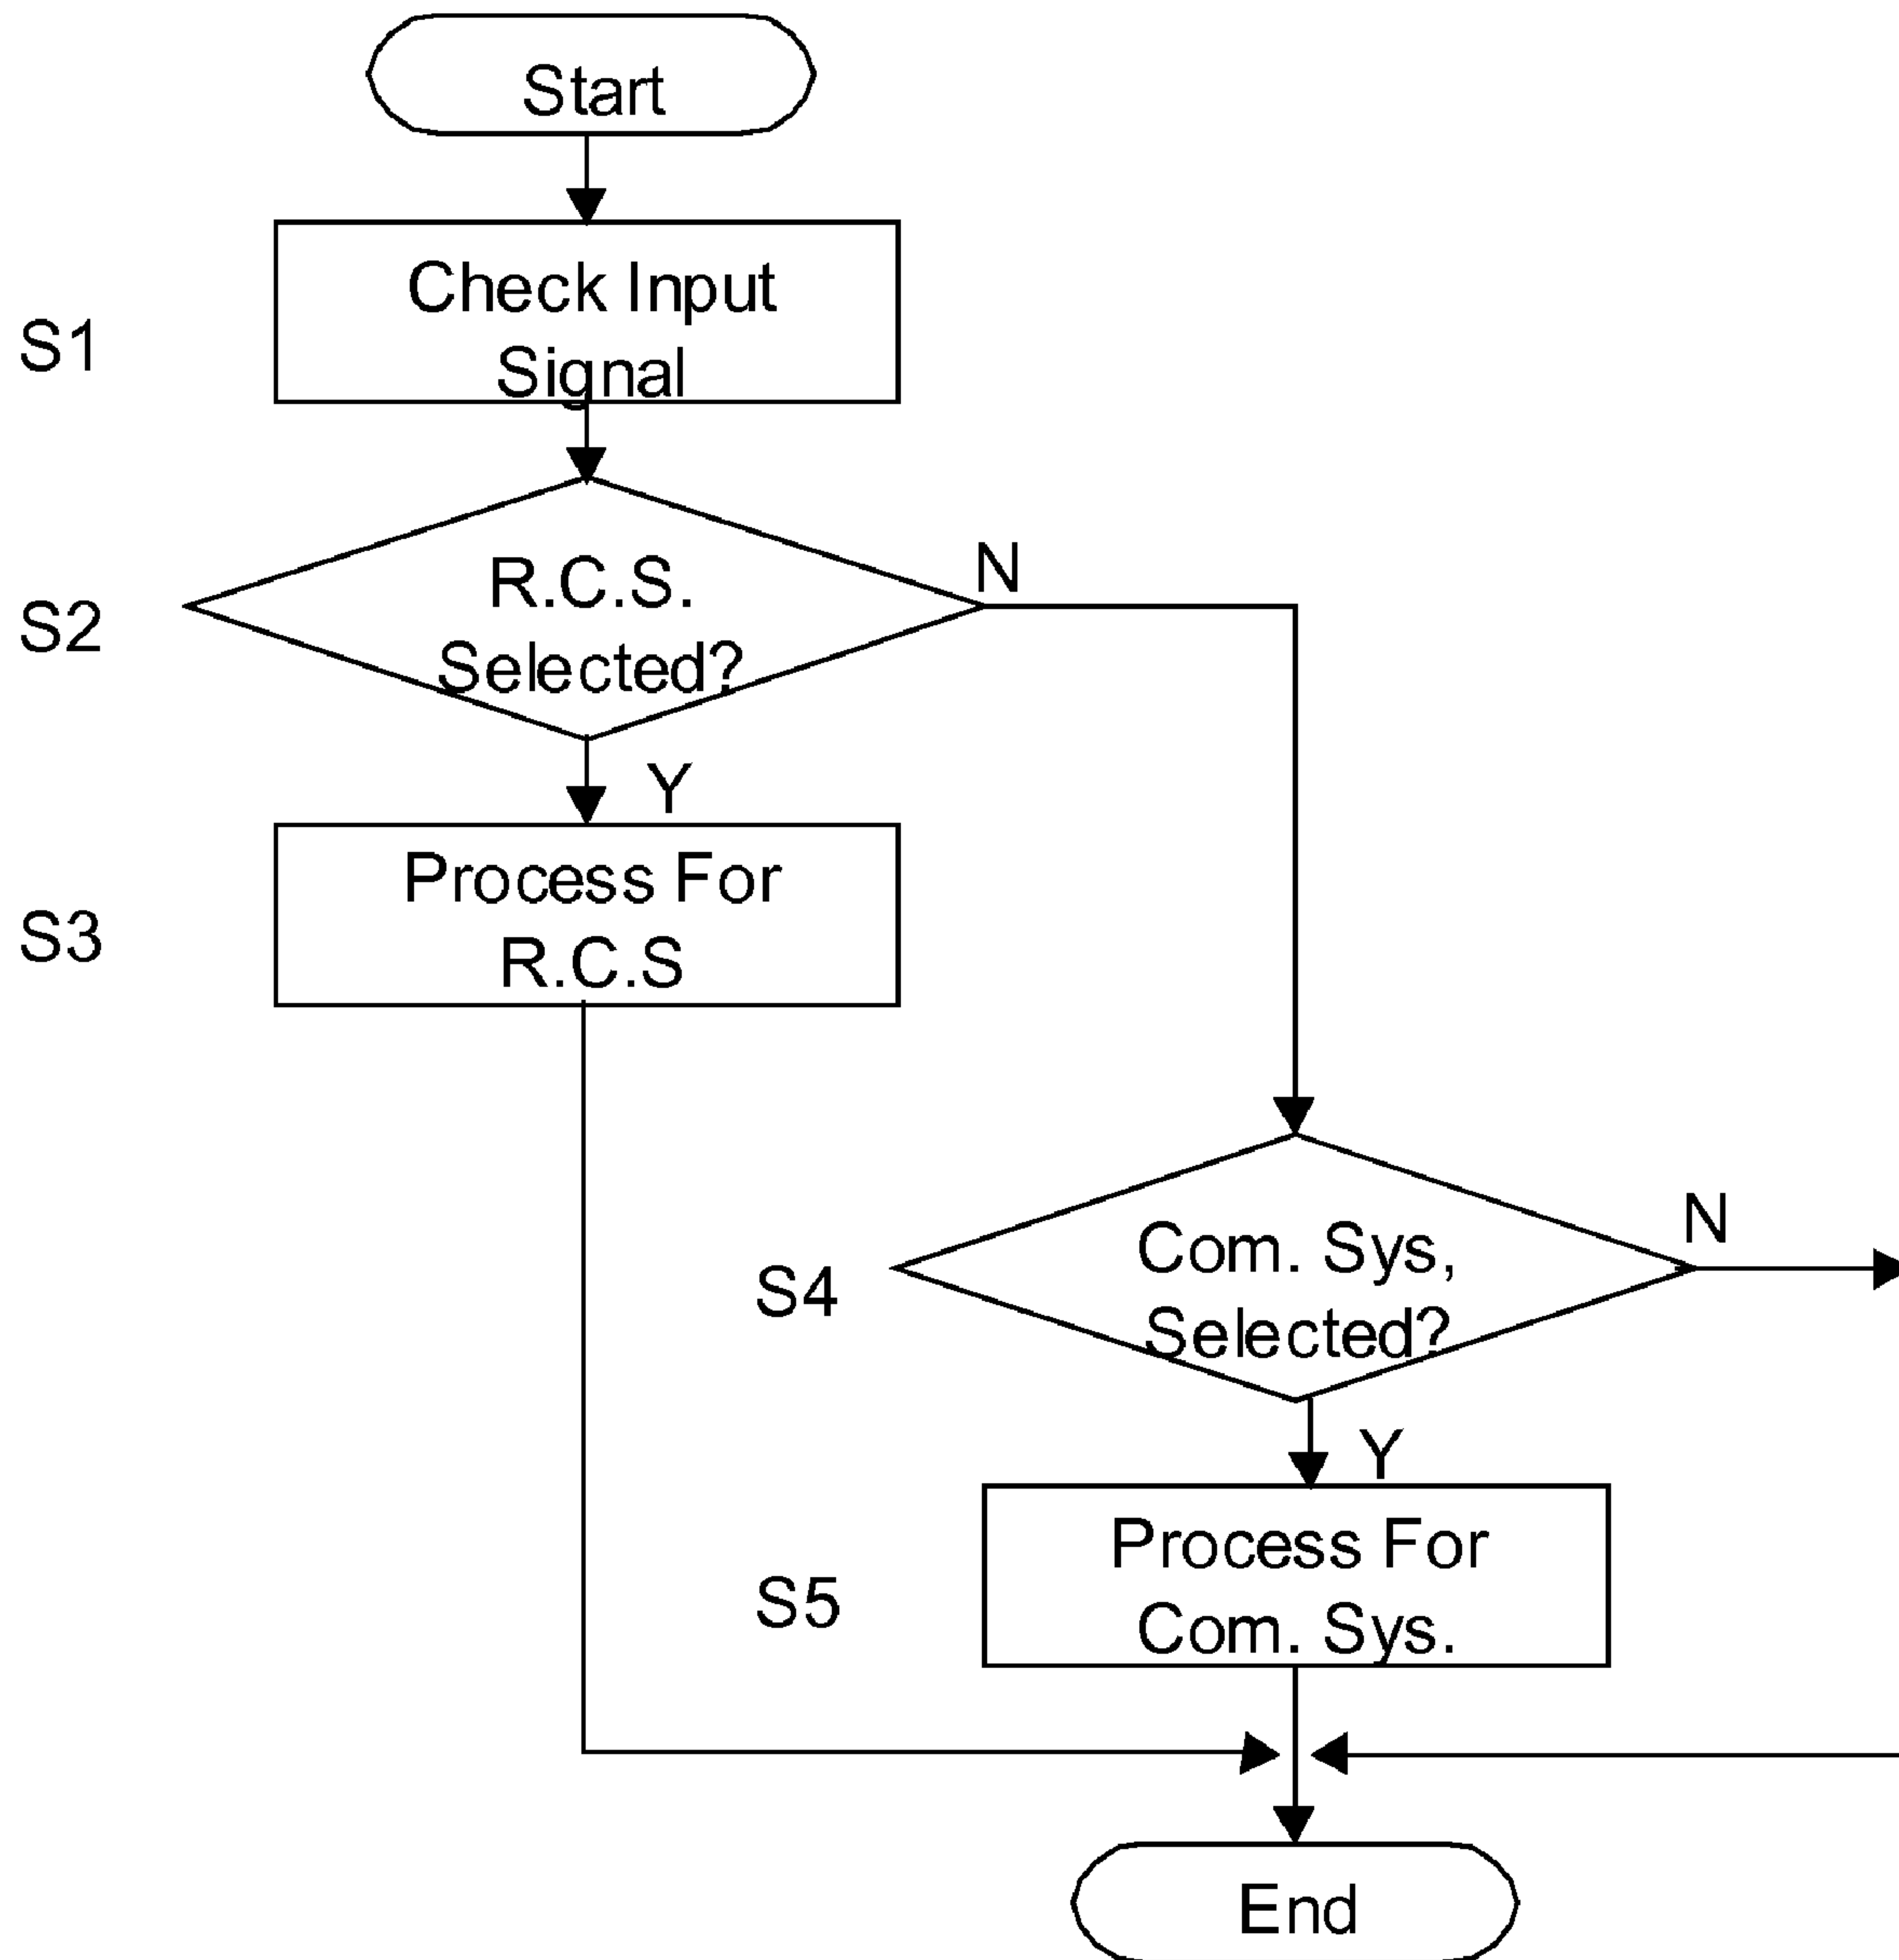 Start
S1
Check Input
Signal
S2
R.C.S.
Selected?
N
Y
S3
Process For
R.C.S
S4
Com. Sys,
Selected?
N
Y
S5
Process For
Com. Sys.
End